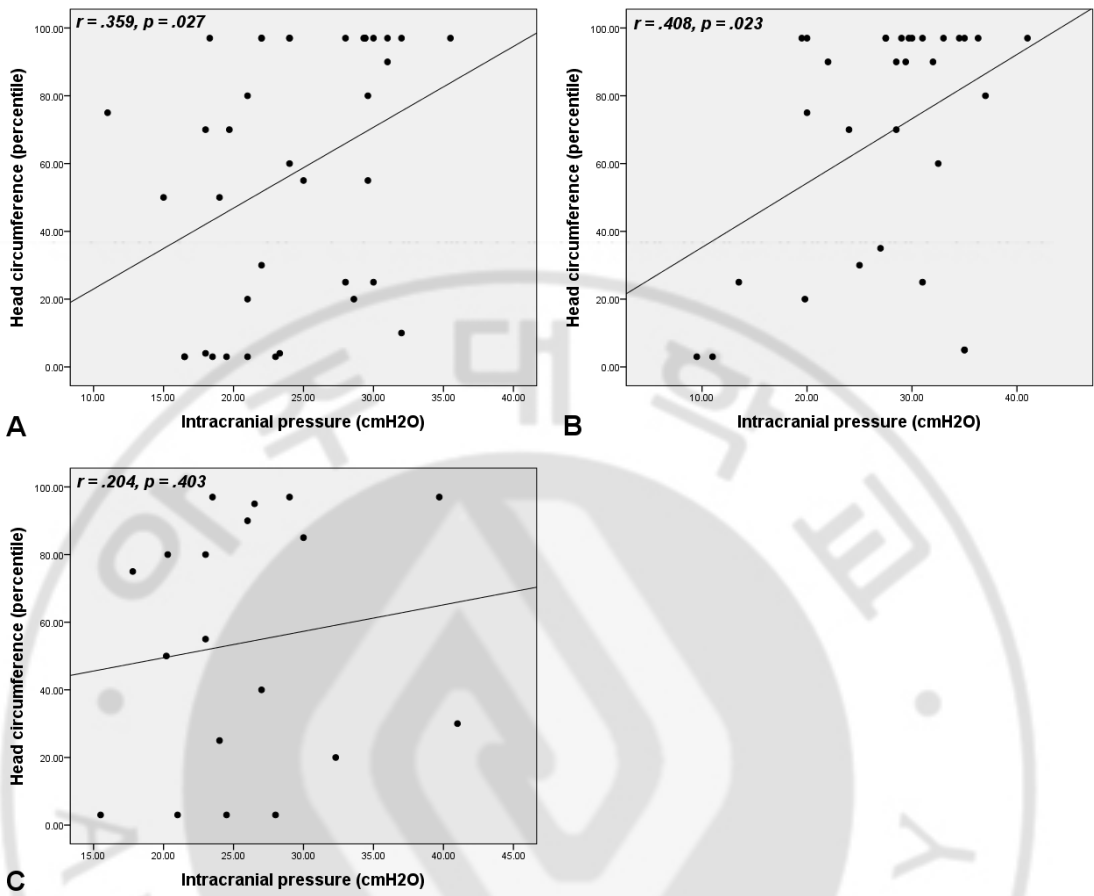 r = .359, p = .027
100.00
80.00
60.00
40.00
20.00
0.00
Head circumference (percentile)
10.00 15.00 20.00 25.00 30.00 35.00 40.00
Intracranial pressure (cmH2O)
A
r = .408, p = .023
100.00
80.00
60.00
40.00
20.00
0.00
Head circumference (percentile)
10.00 20.00 30.00 40.00
Intracranial pressure (cmH2O)
B
r = .204, p = .403
100.00
80.00
60.00
40.00
20.00
0.00
Head circumference (percentile)
15.00 20.00 25.00 30.00 35.00 40.00 45.00
Intracranial pressure (cmH2O)
C
아주대학교
A
Y